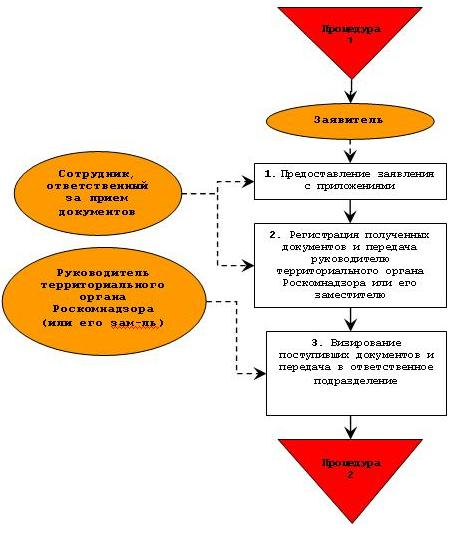 Процедура
1
Заявитель
Сотрудник,
ответственный
за прием
документов
1. Предоставление заявления
с приложениями
2. Регистрация полученных
документов и передача
руководителю
территориального органа
Роскомнадзора или его
заместителю
Руководитель
территориального
органа
Роскомнадзора
(или его зам-ль)
3. Визирование
поступивших документов и
передача в ответственное
подразделение
Процедура
2